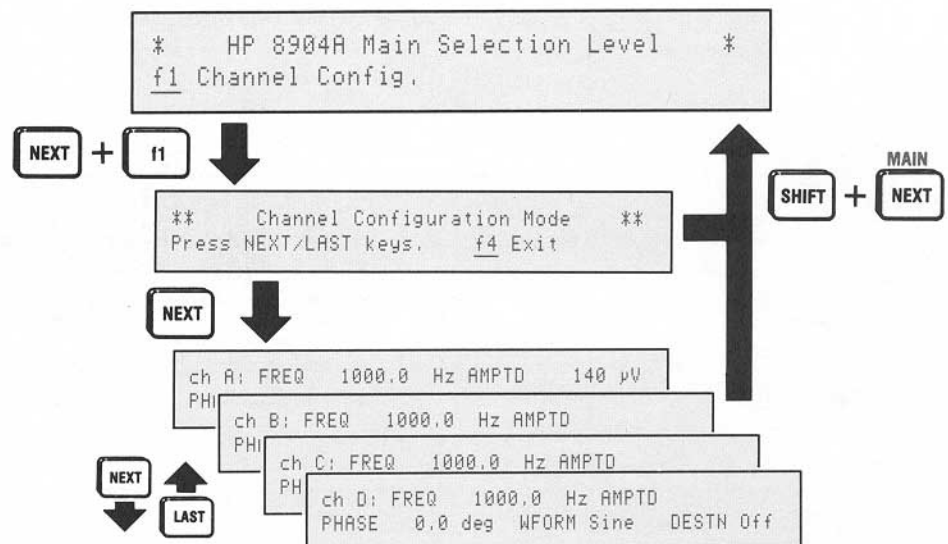 *     HP 8904A Main Selection Level     *
f1 Channel Config.
NEXT + f1
MAIN
SHIFT + NEXT
**     Channel Configuration Mode     **
Press NEXT/LAST keys.     f4 Exit
NEXT
ch A: FREQ     1000.0  Hz AMPTD     140 µV
ch B: FREQ     1000.0  Hz AMPTD
ch C: FREQ     1000.0  Hz AMPTD
PH
ch D: FREQ     1000.0  Hz AMPTD
PHASE     0.0 deg  WFORM Sine     DESTN Off
NEXT
LAST